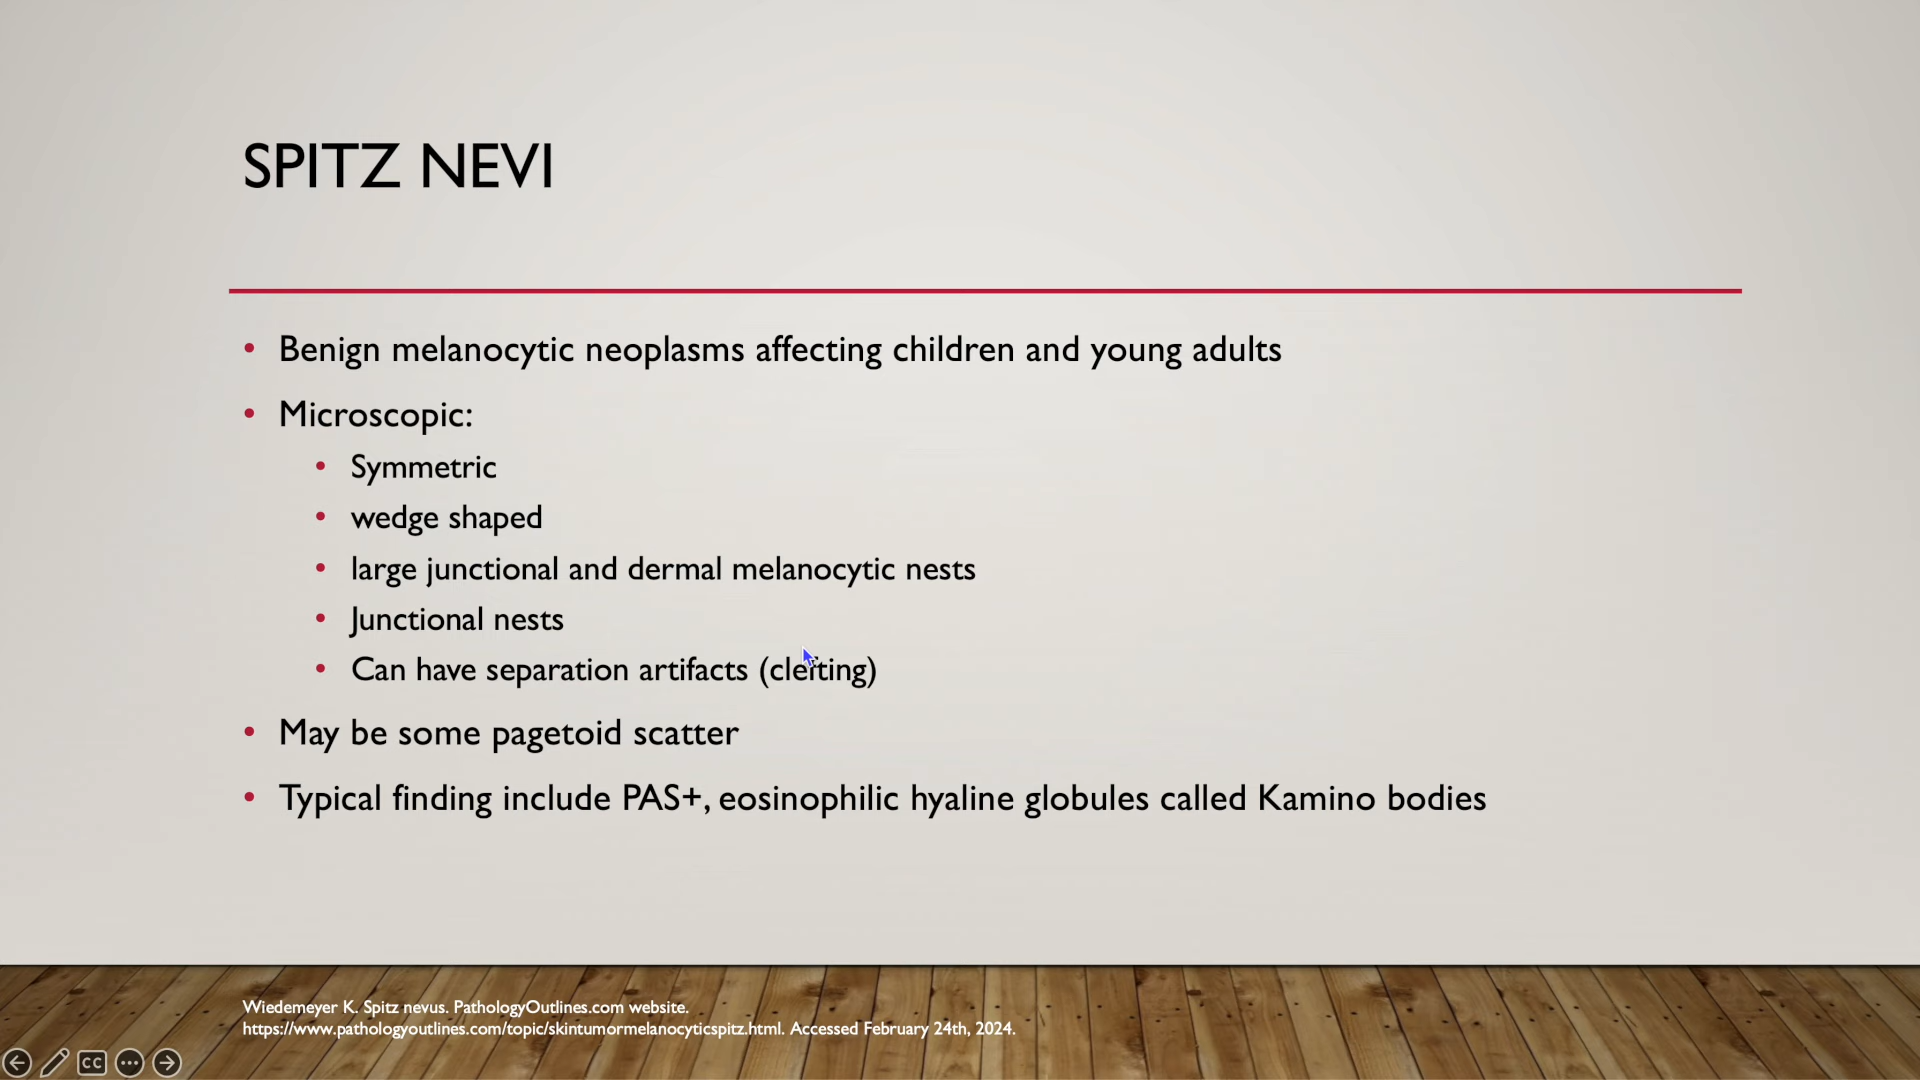 SPITZ NEVI
• Benign melanocytic neoplasms affecting children and young adults
• Microscopic:
• Symmetric
• wedge shaped
• large junctional and dermal melanocytic nests
• Junctional nests
• Can have separation artifacts (clefting)
• May be some pagetoid scatter
• Typical finding include PAS+, eosinophilic hyaline globules called Kamino bodies
Wiedemeyer K. Spitz nevus. PathologyOutlines.com website.
https://www.pathologyoutlines.com/topic/skintumormelanocyticspitz.html. Accessed February 24th, 2024.
CC